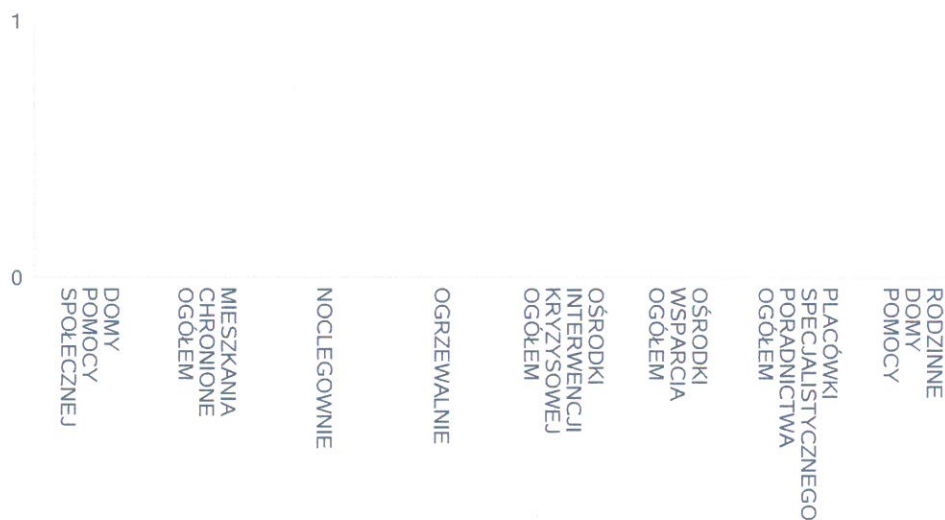 1
0
DOMY
POMOCY
SPOŁECZNEJ
MIESZKANIA
CHRONIONE
OGÓŁEM
NOCLEGOWNIE
OGRZEWALNIE
OŚRODKI
INTERWENCJI
KRYZYSOWEJ
OGÓŁEM
OŚRODKI
WSPARCIA
OGÓŁEM
PLACÓWKI
SPECJALISTYCZNEGO
PORADNICTWA
OGÓŁEM
RODZINNE
DOMY
POMOCY